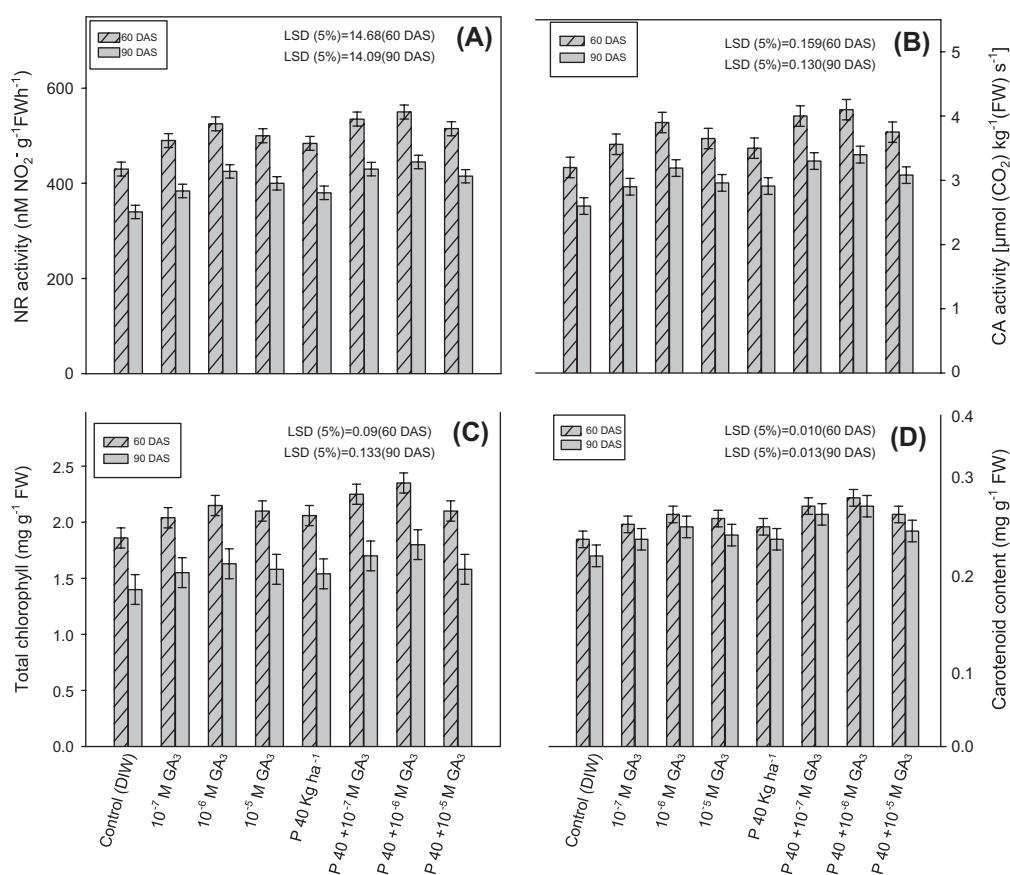 60 DAS
90 DAS
LSD (5%)=14.68(60 DAS)
LSD (5%)=14.09(90 DAS)
(A)
NR activity (nM NO₂⁻ g⁻¹FWh⁻¹)
600
400
200
0
60 DAS
90 DAS
LSD (5%)=0.159(60 DAS)
LSD (5%)=0.130(90 DAS)
(B)
5
4
3
2
1
0
CA activity [µmol (CO₂) kg⁻¹(FW) s⁻¹
60 DAS
90 DAS
LSD (5%)=0.09(60 DAS)
LSD (5%)=0.133(90 DAS)
(C)
Total chlorophyll (mg g⁻¹ FW)
2.5
2.0
1.5
1.0
0.5
0.0
60 DAS
90 DAS
LSD (5%)=0.010(60 DAS)
LSD (5%)=0.013(90 DAS)
(D)
0.4
0.3
0.2
0.1
0.0
Carotenoid content (mg g⁻¹ FW)
Control (DIW)
10⁻⁷ M GA₃
10⁻⁶ M GA₃
10⁻⁵ M GA₃
P 40 Kg ha⁻¹
P 40 +10⁻⁷ M GA₃
P 40 +10⁻⁶ M GA₃
P 40 +10⁻⁵ M GA₃
Control (DIW)
10⁻⁷ M GA₃
10⁻⁶ M GA₃
10⁻⁵ M GA₃
P 40 Kg ha⁻¹
P 40 +10⁻⁷ M GA₃
P 40 +10⁻⁶ M GA₃
P 40 +10⁻⁵ M GA₃